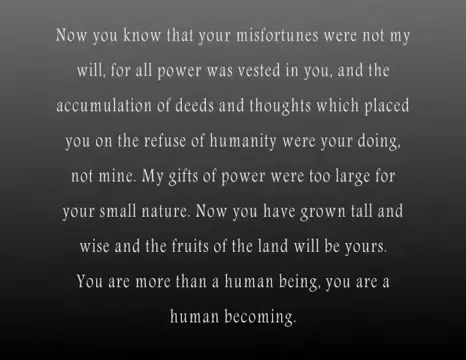 Now you know that your misfortunes were not my
will, for all power was vested in you, and the
accumulation of deeds and thoughts which placed
you on the refuse of humanity were your doing,
not mine. My gifts of power were too large for
your small nature. Now you have grown tall and
wise and the fruits of the land will be yours.
You are more than a human being, you are a
human becoming.